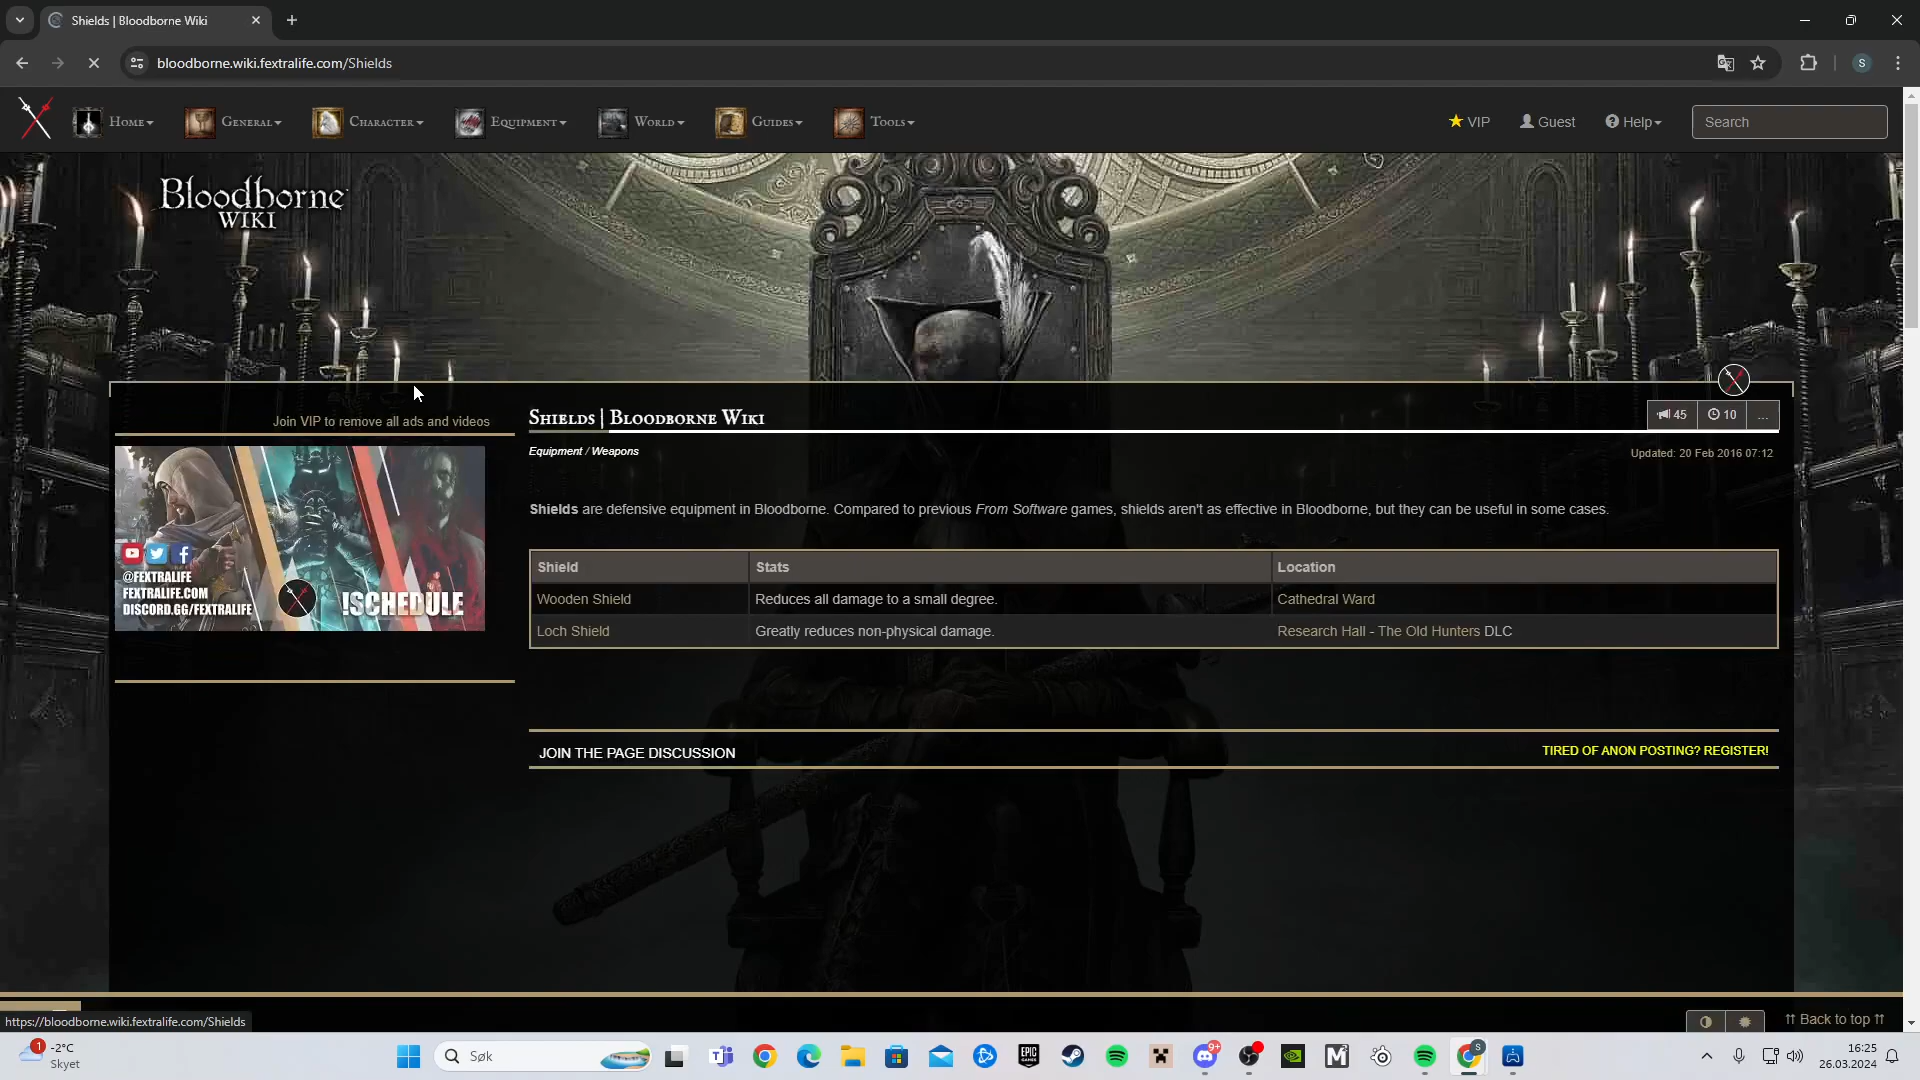 Shields | Bloodborne Wiki
bloodborne.wiki.fextralife.com/Shields
S
Home
General
Character
Equipment
World
Guides
Tools
VIP
Guest
Help
Search
Bloodborne
WIKI
Join VIP to remove all ads and videos
Shields | Bloodborne Wiki
45
10
...
Equipment / Weapons
Updated: 20 Feb 2016 07:12
Shields are defensive equipment in Bloodborne. Compared to previous From Software games, shields aren't as effective in Bloodborne, but they can be useful in some cases.
@FEXTRALIFE
FEXTRALIFE.COM
DISCORD.GG/FEXTRALIFE
!SCHEDULE
Shield Stats Location
Wooden Shield Reduces all damage to a small degree. Cathedral Ward
Loch Shield Greatly reduces non-physical damage. Research Hall - The Old Hunters DLC
JOIN THE PAGE DISCUSSION
TIRED OF ANON POSTING? REGISTER!
https://bloodborne.wiki.fextralife.com/Shields
⇈ Back to top ⇈
1
-2°C
Skyet
Søk
EPIC
GAMES
9+
M
S
16:25
26.03.2024